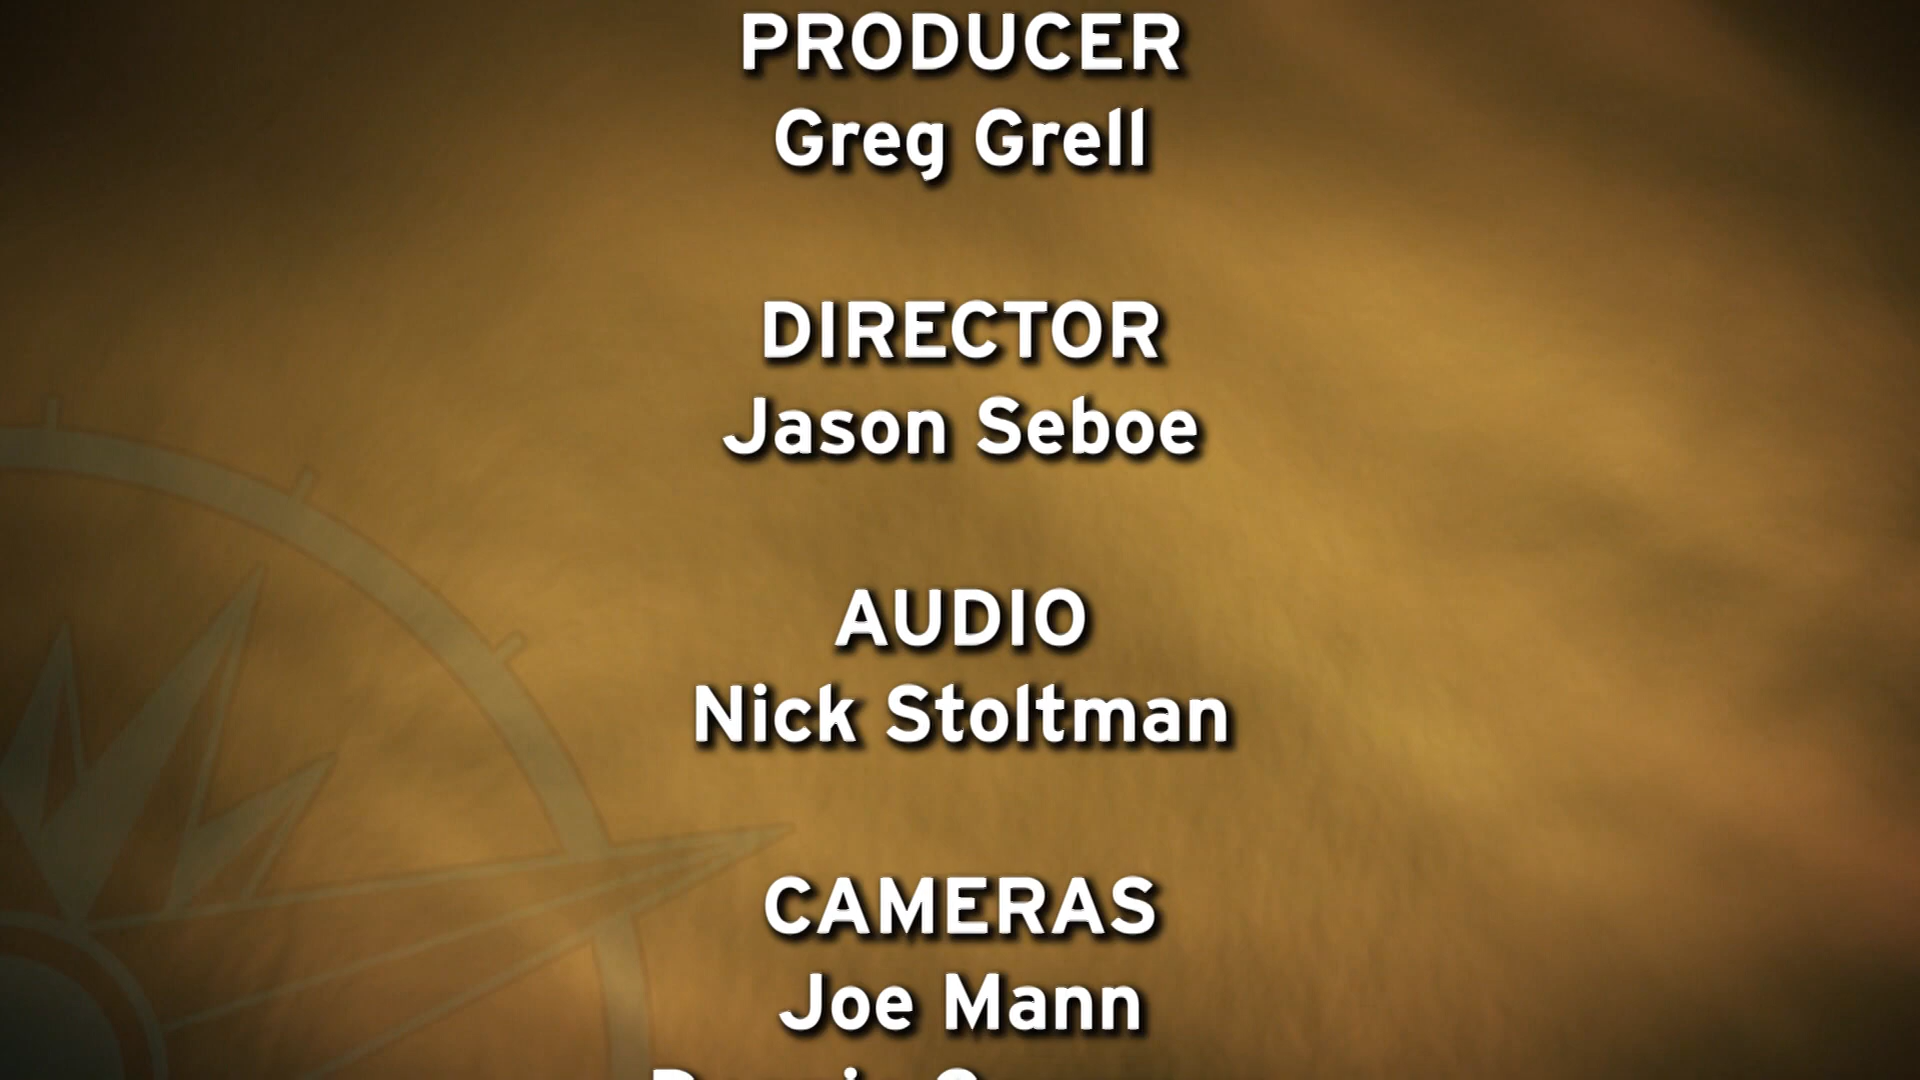 PRODUCER
Greg Grell
DIRECTOR
Jason Seboe
AUDIO
Nick Stoltman
CAMERAS
Joe Mann